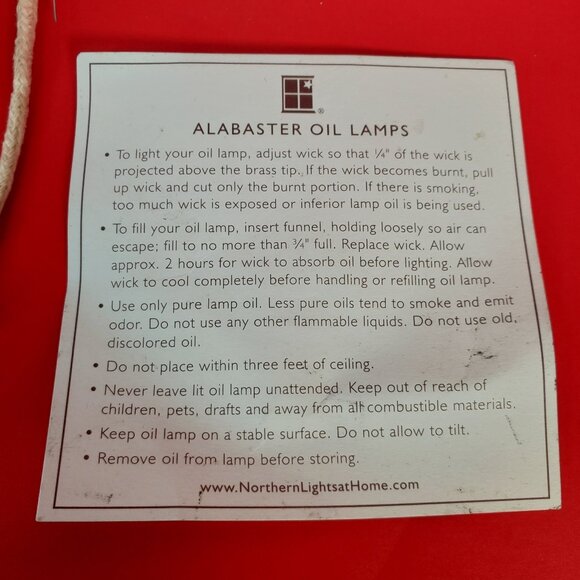 ®
ALABASTER OIL LAMPS
• To light your oil lamp, adjust wick so that ¼" of the wick is
projected above the brass tip. If the wick becomes burnt, pull
up wick and cut only the burnt portion. If there is smoking,
too much wick is exposed or inferior lamp oil is being used.
• To fill your oil lamp, insert funnel, holding loosely so air can
escape; fill to no more than ¾" full. Replace wick. Allow
approx. 2 hours for wick to absorb oil before lighting. Allow
wick to cool completely before handling or refilling oil lamp.
• Use only pure lamp oil. Less pure oils tend to smoke and emit
odor. Do not use any other flammable liquids. Do not use old,
discolored oil.
• Do not place within three feet of ceiling.
• Never leave lit oil lamp unattended. Keep out of reach of
children, pets, drafts and away from all combustible materials.
• Keep oil lamp on a stable surface. Do not allow to tilt.
• Remove oil from lamp before storing.
www.NorthernLightsatHome.com